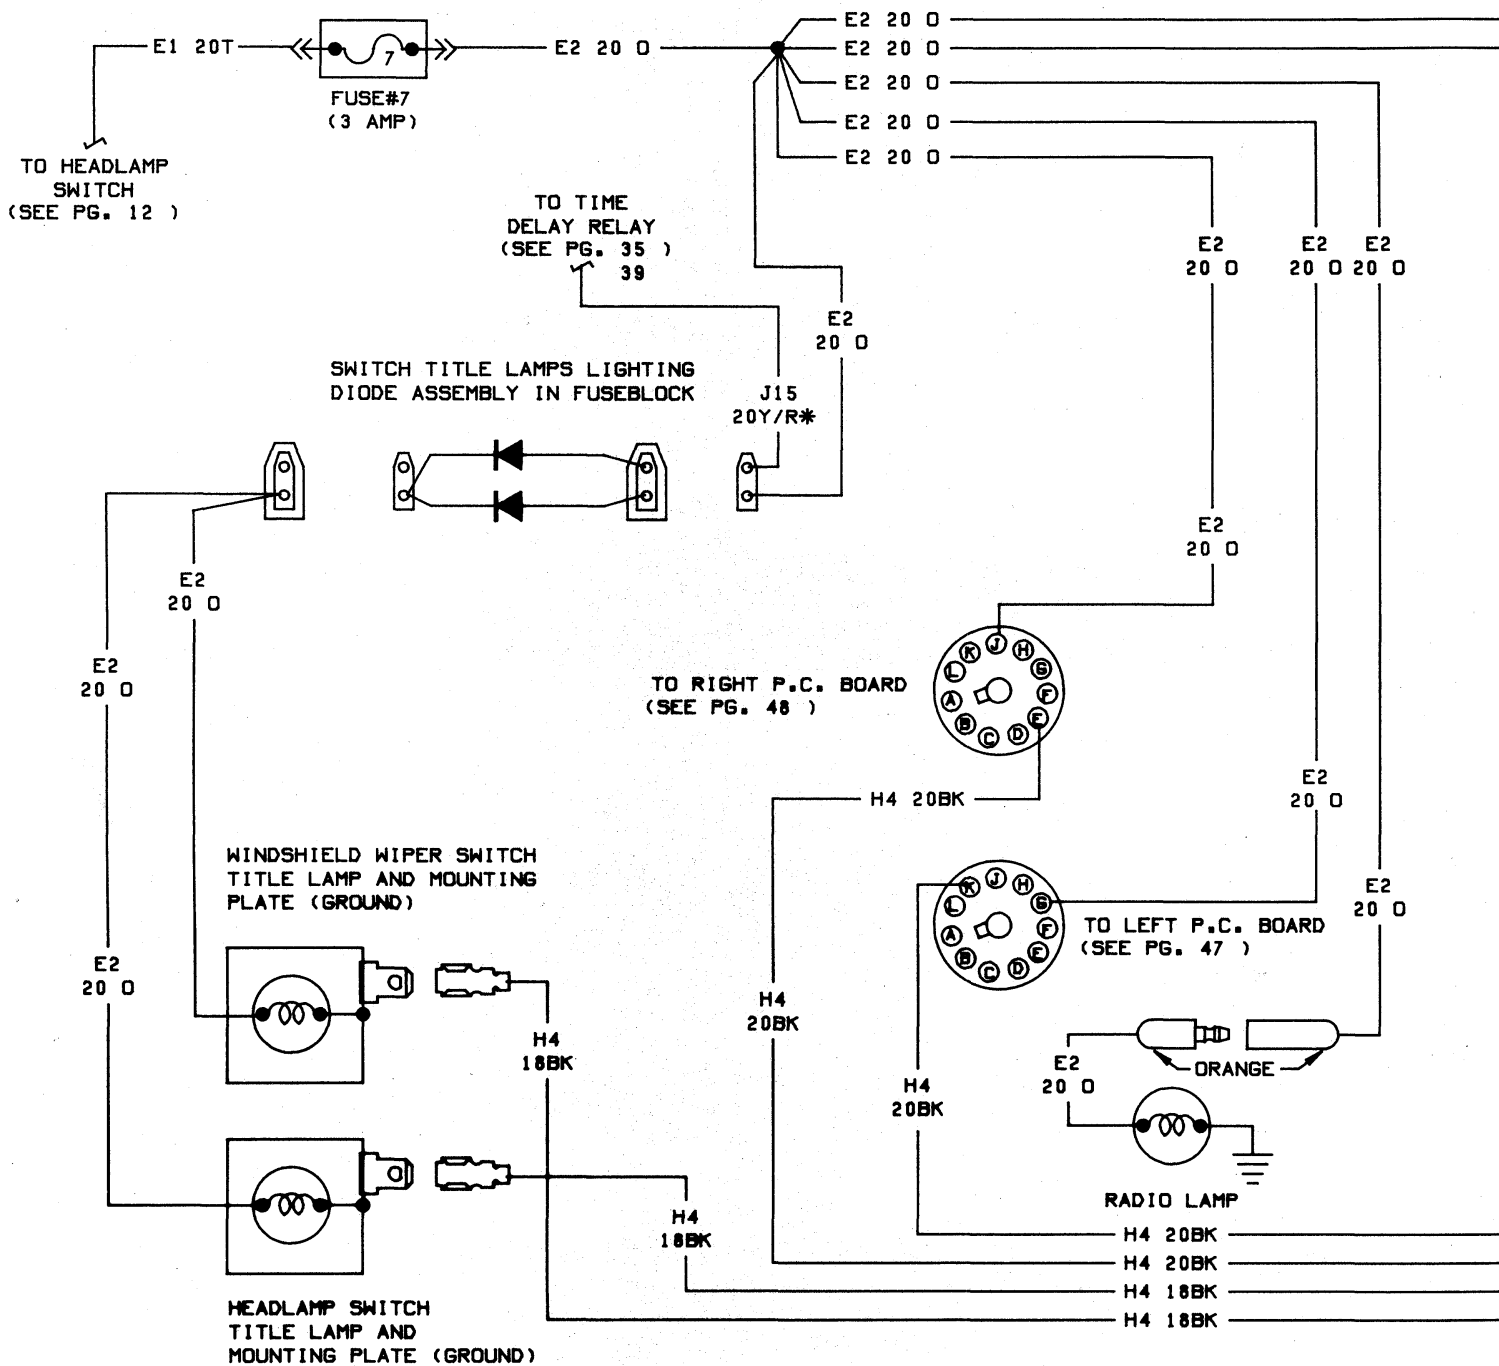 E2 20 O
E1 20T
E2 20 O
E2 20 O
7
FUSE#7
(3 AMP)
E2 20 O
E2 20 O
E2 20 O
TO HEADLAMP
SWITCH
(SEE PG. 12 )
TO TIME
DELAY RELAY
(SEE PG. 35 )
39
E2
20 O
E2
20 O
E2
20 O
E2
20 O
SWITCH TITLE LAMPS LIGHTING
DIODE ASSEMBLY IN FUSEBLOCK
J15
20Y/R*
E2
20 O
E2
20 O
E2
20 O
TO RIGHT P.C. BOARD
(SEE PG. 48 )
J
H
G
F
E
D
C
B
A
L
K
H4 20BK
E2
20 O
WINDSHIELD WIPER SWITCH
TITLE LAMP AND MOUNTING
PLATE (GROUND)
J
H
G
F
E
D
C
B
A
L
K
E2
20 O
TO LEFT P.C. BOARD
(SEE PG. 47 )
E2
20 O
H4
20BK
H4
18BK
ORANGE
E2
20 O
H4
20BK
RADIO LAMP
H4
18BK
H4 20BK
H4 20BK
H4 18BK
H4 18BK
HEADLAMP SWITCH
TITLE LAMP AND
MOUNTING PLATE (GROUND)